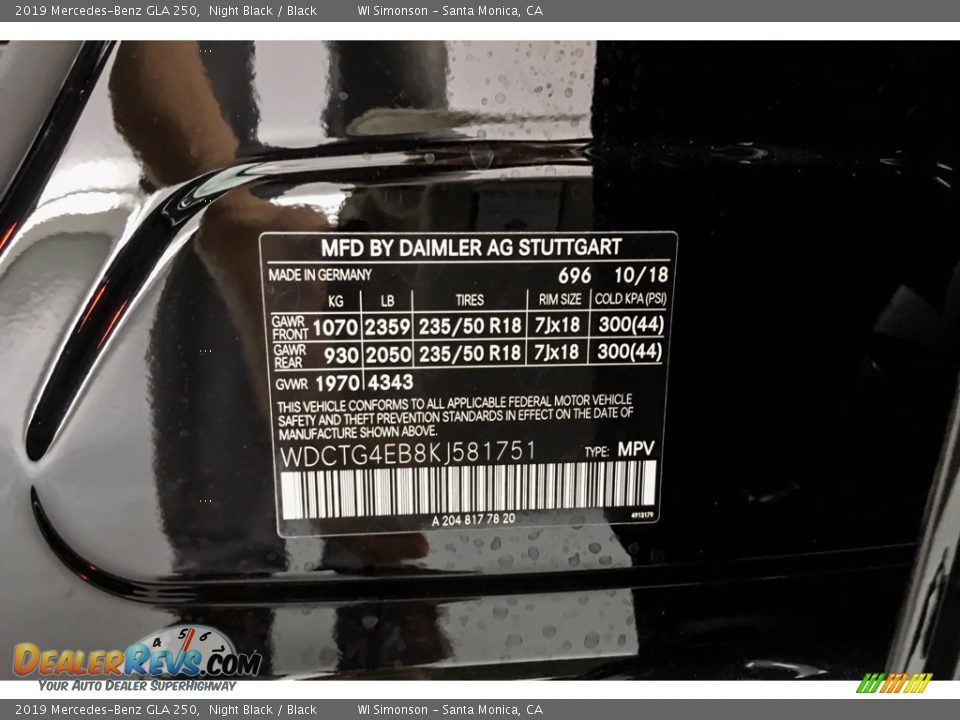 2019 Mercedes-Benz GLA 250, Night Black / Black WI Simonson - Santa Monica, CA
MFD BY DAIMLER AG STUTTGART
MADE IN GERMANY 696 10/18
KG LB TIRES RIM SIZE COLD KPA (PSI)
GAWR FRONT 1070 2359 235/50 R18 7Jx18 300(44)
GAWR REAR 930 2050 235/50 R18 7Jx18 300(44)
GVWR 1970 4343
THIS VEHICLE CONFORMS TO ALL APPLICABLE FEDERAL MOTOR VEHICLE
SAFETY AND THEFT PREVENTION STANDARDS IN EFFECT ON THE DATE OF
MANUFACTURE SHOWN ABOVE.
WDCTG4EB8KJ581751 TYPE: MPV
A 204 817 78 20 4913179
4 5 6
DEALERREVS.COM
YOUR AUTO DEALER SUPERHIGHWAY
2019 Mercedes-Benz GLA 250, Night Black / Black WI Simonson - Santa Monica, CA